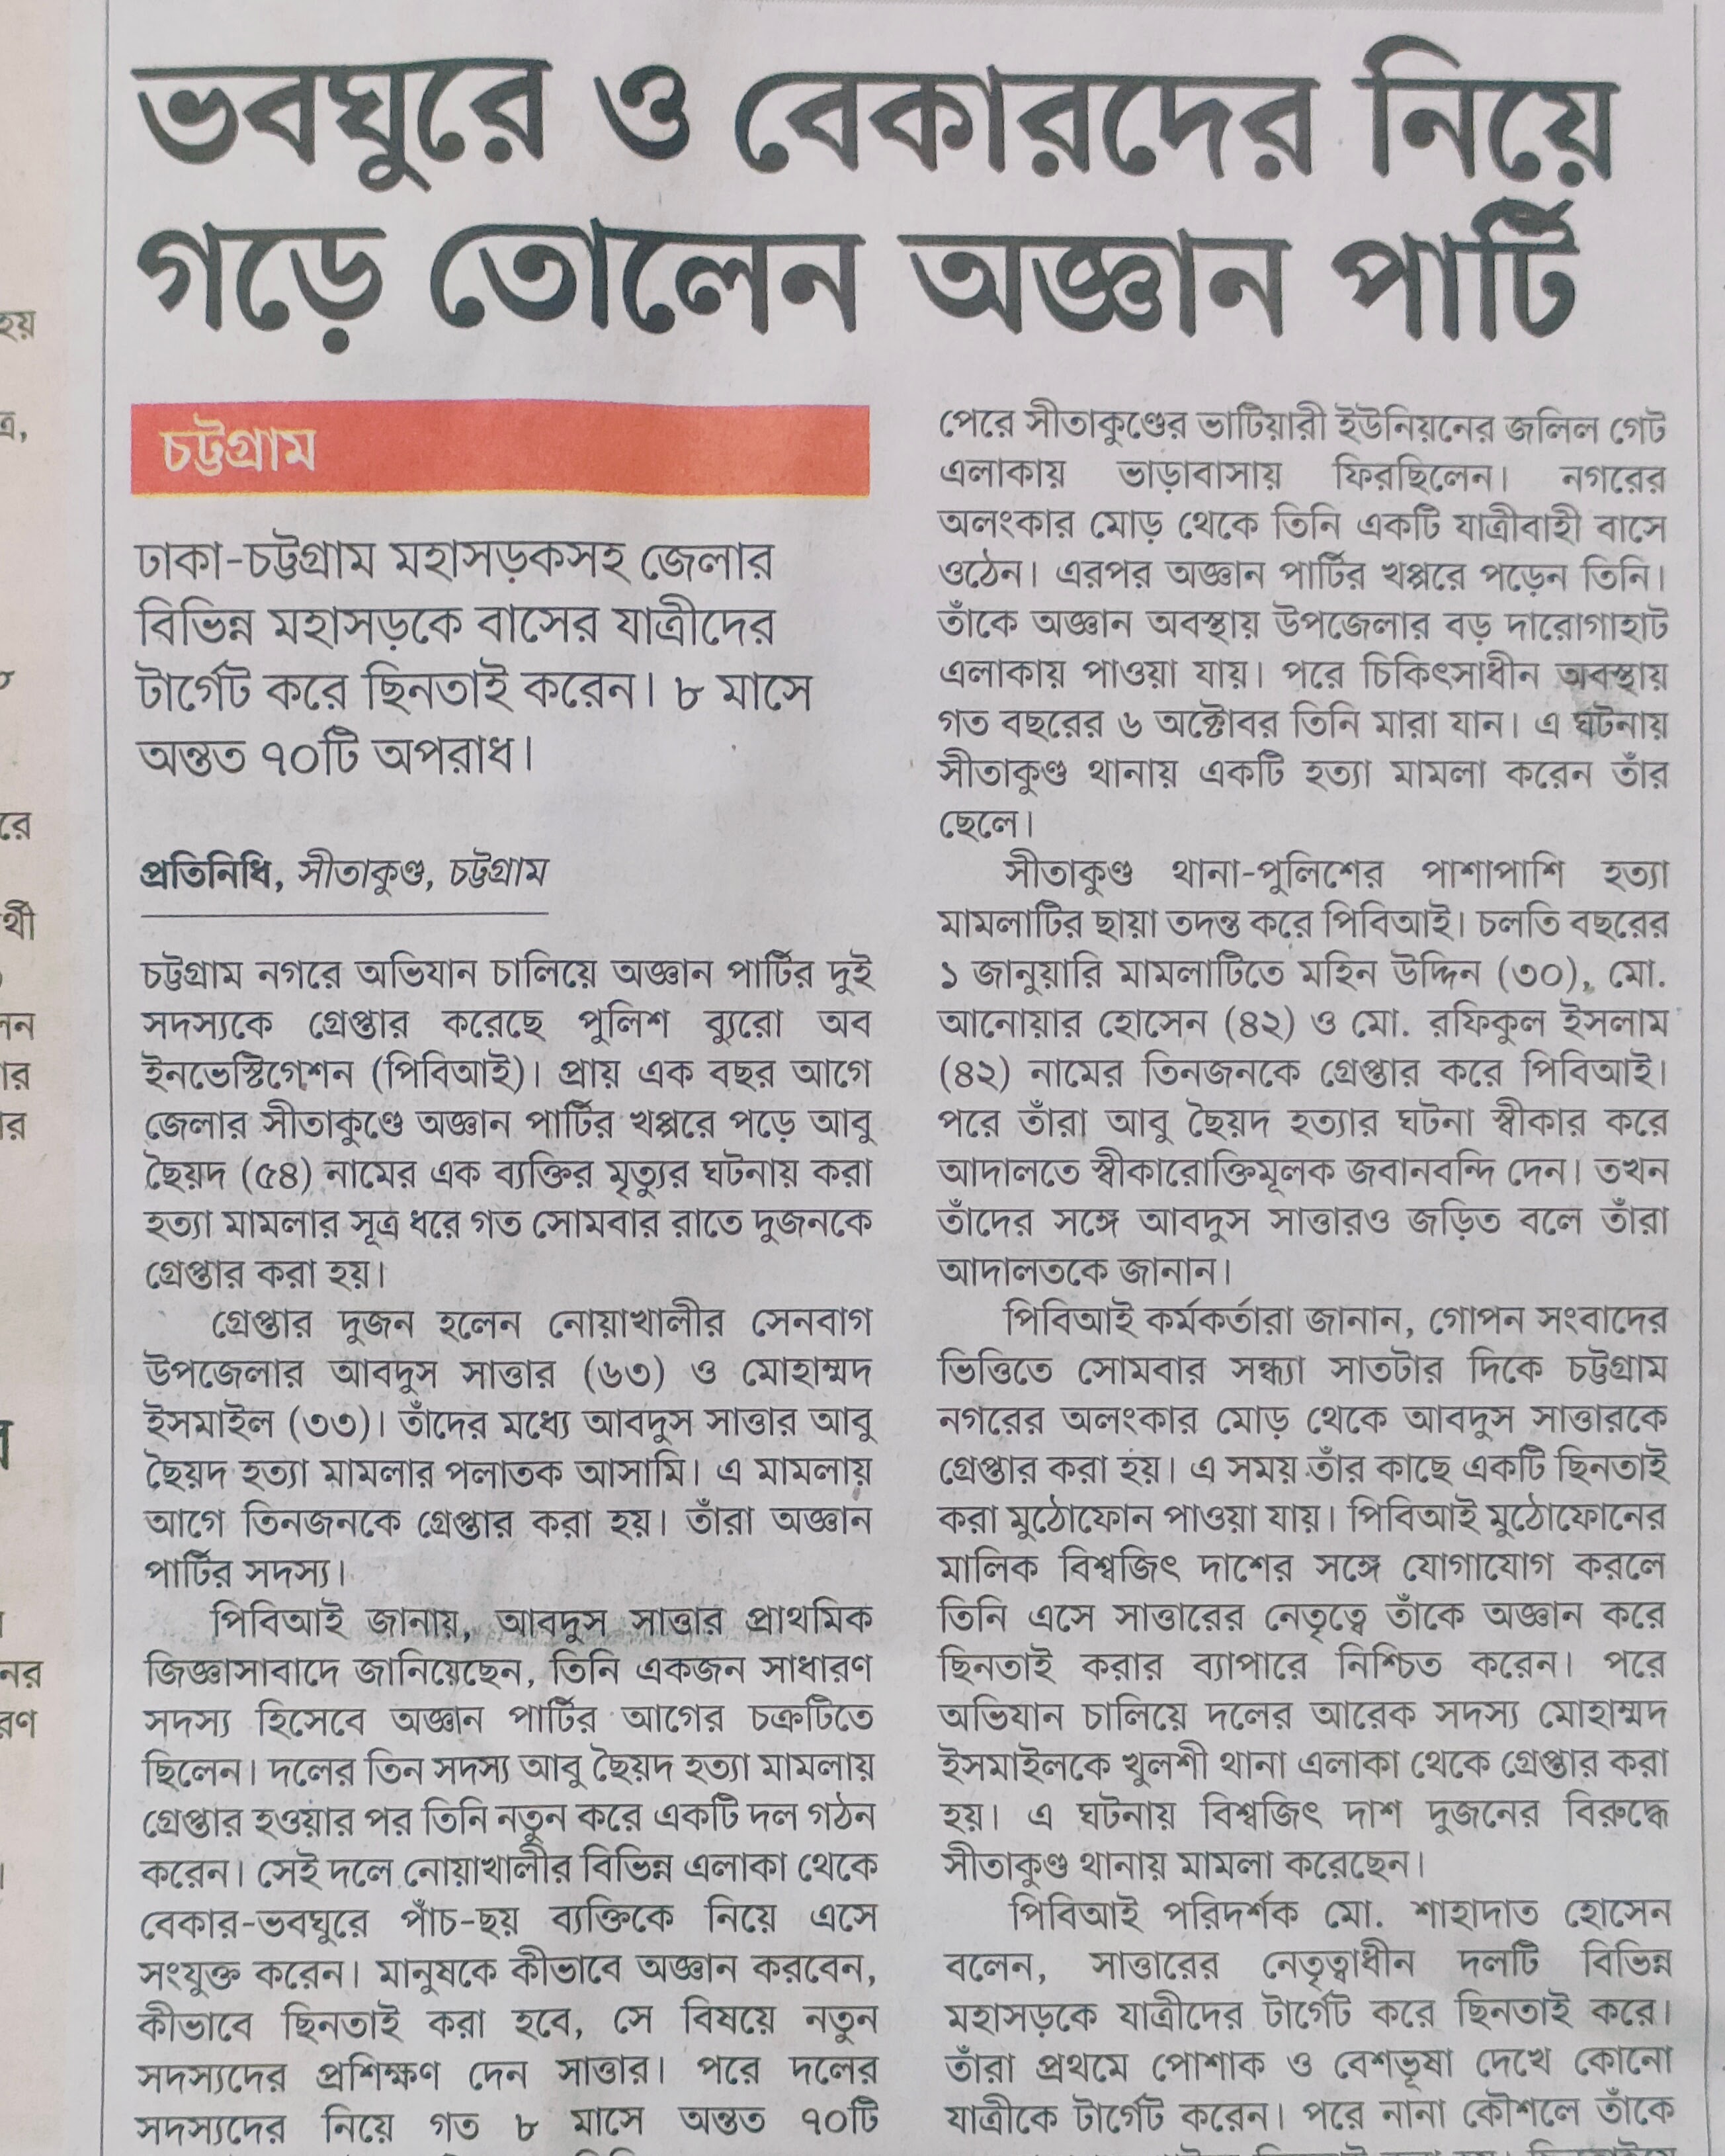 ভবঘুরে ও বেকারদের নিয়ে
গড়ে তোলেন অজ্ঞান পার্টি
চট্টগ্রাম
ঢাকা-চট্টগ্রাম মহাসড়কসহ জেলার
বিভিন্ন মহাসড়কে বাসের যাত্রীদের
টার্গেট করে ছিনতাই করেন। ৮ মাসে
অন্তত ৭০টি অপরাধ।
প্রতিনিধি, সীতাকুণ্ড, চট্টগ্রাম
চট্টগ্রাম নগরে অভিযান চালিয়ে অজ্ঞান পার্টির দুই
সদস্যকে গ্রেপ্তার করেছে পুলিশ ব্যুরো অব
ইনভেস্টিগেশন (পিবিআই)। প্রায় এক বছর আগে
জেলার সীতাকুণ্ডে অজ্ঞান পার্টির খপ্পরে পড়ে আবু
ছৈয়দ (৫৪) নামের এক ব্যক্তির মৃত্যুর ঘটনায় করা
হত্যা মামলার সূত্র ধরে গত সোমবার রাতে দুজনকে
গ্রেপ্তার করা হয়।
গ্রেপ্তার দুজন হলেন নোয়াখালীর সেনবাগ
উপজেলার আবদুস সাত্তার (৬৩) ও মোহাম্মদ
ইসমাইল (৩৩)। তাঁদের মধ্যে আবদুস সাত্তার আবু
ছৈয়দ হত্যা মামলার পলাতক আসামি। এ মামলায়
আগে তিনজনকে গ্রেপ্তার করা হয়। তাঁরা অজ্ঞান
পার্টির সদস্য।
পিবিআই জানায়, আবদুস সাত্তার প্রাথমিক
জিজ্ঞাসাবাদে জানিয়েছেন, তিনি একজন সাধারণ
সদস্য হিসেবে অজ্ঞান পার্টির আগের চক্রটিতে
ছিলেন। দলের তিন সদস্য আবু ছৈয়দ হত্যা মামলায়
গ্রেপ্তার হওয়ার পর তিনি নতুন করে একটি দল গঠন
করেন। সেই দলে নোয়াখালীর বিভিন্ন এলাকা থেকে
বেকার-ভবঘুরে পাঁচ-ছয় ব্যক্তিকে নিয়ে এসে
সংযুক্ত করেন। মানুষকে কীভাবে অজ্ঞান করবেন,
কীভাবে ছিনতাই করা হবে, সে বিষয়ে নতুন
সদস্যদের প্রশিক্ষণ দেন সাত্তার। পরে দলের
সদস্যদের নিয়ে গত ৮ মাসে অন্তত ৭০টি
পেরে সীতাকুণ্ডের ভাটিয়ারী ইউনিয়নের জলিল গেট
এলাকায় ভাড়াবাসায় ফিরছিলেন। নগরের
অলংকার মোড় থেকে তিনি একটি যাত্রীবাহী বাসে
ওঠেন। এরপর অজ্ঞান পার্টির খপ্পরে পড়েন তিনি।
তাঁকে অজ্ঞান অবস্থায় উপজেলার বড় দারোগাহাট
এলাকায় পাওয়া যায়। পরে চিকিৎসাধীন অবস্থায়
গত বছরের ৬ অক্টোবর তিনি মারা যান। এ ঘটনায়
সীতাকুণ্ড থানায় একটি হত্যা মামলা করেন তাঁর
ছেলে।
সীতাকুণ্ড থানা-পুলিশের পাশাপাশি হত্যা
মামলাটির ছায়া তদন্ত করে পিবিআই। চলতি বছরের
১ জানুয়ারি মামলাটিতে মহিন উদ্দিন (৩০), মো.
আনোয়ার হোসেন (৪২) ও মো. রফিকুল ইসলাম
(৪২) নামের তিনজনকে গ্রেপ্তার করে পিবিআই।
পরে তাঁরা আবু ছৈয়দ হত্যার ঘটনা স্বীকার করে
আদালতে স্বীকারোক্তিমূলক জবানবন্দি দেন। তখন
তাঁদের সঙ্গে আবদুস সাত্তারও জড়িত বলে তাঁরা
আদালতকে জানান।
পিবিআই কর্মকর্তারা জানান, গোপন সংবাদের
ভিত্তিতে সোমবার সন্ধ্যা সাতটার দিকে চট্টগ্রাম
নগরের অলংকার মোড় থেকে আবদুস সাত্তারকে
গ্রেপ্তার করা হয়। এ সময় তাঁর কাছে একটি ছিনতাই
করা মুঠোফোন পাওয়া যায়। পিবিআই মুঠোফোনের
মালিক বিশ্বজিৎ দাশের সঙ্গে যোগাযোগ করলে
তিনি এসে সাত্তারের নেতৃত্বে তাঁকে অজ্ঞান করে
ছিনতাই করার ব্যাপারে নিশ্চিত করেন। পরে
অভিযান চালিয়ে দলের আরেক সদস্য মোহাম্মদ
ইসমাইলকে খুলশী থানা এলাকা থেকে গ্রেপ্তার করা
হয়। এ ঘটনায় বিশ্বজিৎ দাশ দুজনের বিরুদ্ধে
সীতাকুণ্ড থানায় মামলা করেছেন।
পিবিআই পরিদর্শক মো. শাহাদাত হোসেন
বলেন, সাত্তারের নেতৃত্বাধীন দলটি বিভিন্ন
মহাসড়কে যাত্রীদের টার্গেট করে ছিনতাই করে।
তাঁরা প্রথমে পোশাক ও বেশভূষা দেখে কোনো
যাত্রীকে টার্গেট করেন। পরে নানা কৌশলে তাঁকে